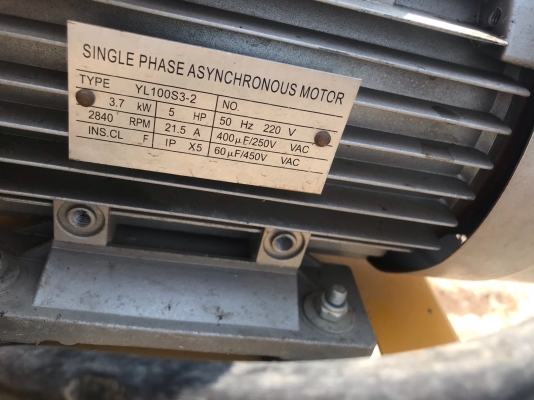 SINGLE PHASE ASYNCHRONOUS MOTOR
TYPE YL100S3-2 NO.
3.7 kW 5 HP 50 Hz 220 V
2840 RPM 21.5 A 400µF/250V VAC
INS.CL F IP X5 60µF/450V VAC